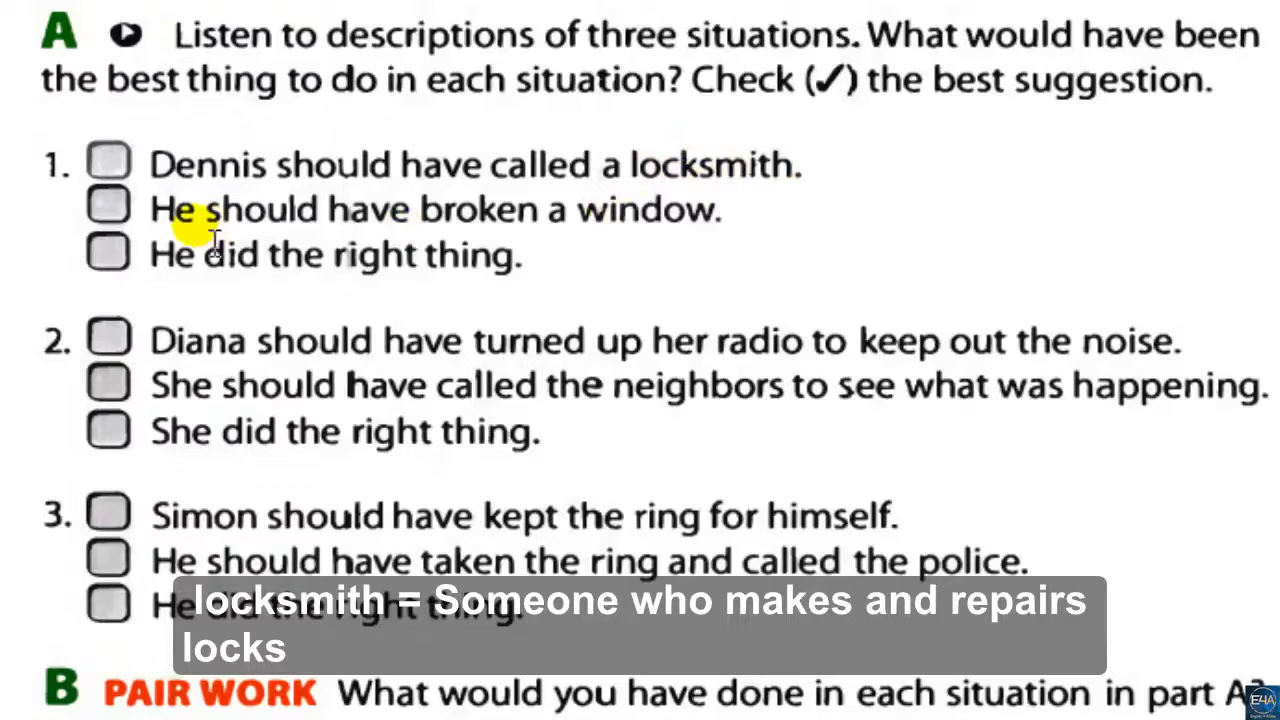 A Listen to descriptions of three situations. What would have been
the best thing to do in each situation? Check (✓) the best suggestion.
1. Dennis should have called a locksmith.
He should have broken a window.
He did the right thing.
2. Diana should have turned up her radio to keep out the noise.
She should have called the neighbors to see what was happening.
She did the right thing.
3. Simon should have kept the ring for himself.
He should have taken the ring and called the police.
He did the right thing.
locksmith = Someone who makes and repairs
locks
B PAIR WORK What would you have done in each situation in part A?
E4A